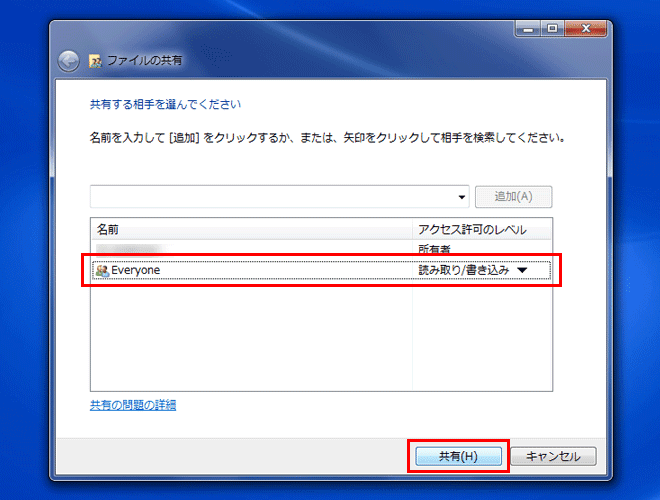 ファイルの共有
共有する相手を選んでください
名前を入力して [追加] をクリックするか、または、矢印をクリックして相手を検索してください。
追加(A)
名前 アクセス許可のレベル
所有者
Everyone 読み取り/書き込み
共有の問題の詳細
共有(H) キャンセル